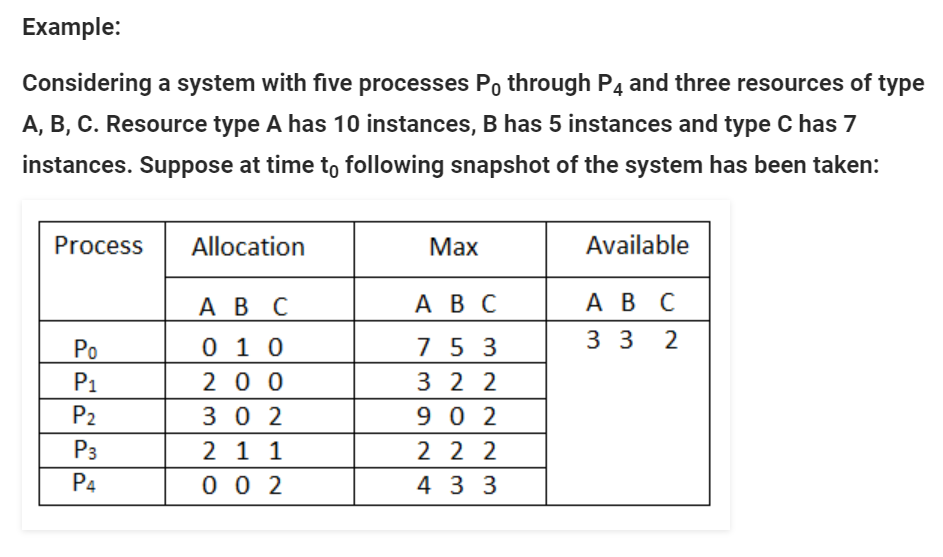 Example:
Considering a system with five processes P₀ through P₄ and three resources of type
A, B, C. Resource type A has 10 instances, B has 5 instances and type C has 7
instances. Suppose at time t₀ following snapshot of the system has been taken:
Process Allocation Max Available
A B C A B C A B C
P₀ 0 1 0 7 5 3 3 3 2
P₁ 2 0 0 3 2 2
P₂ 3 0 2 9 0 2
P₃ 2 1 1 2 2 2
P₄ 0 0 2 4 3 3